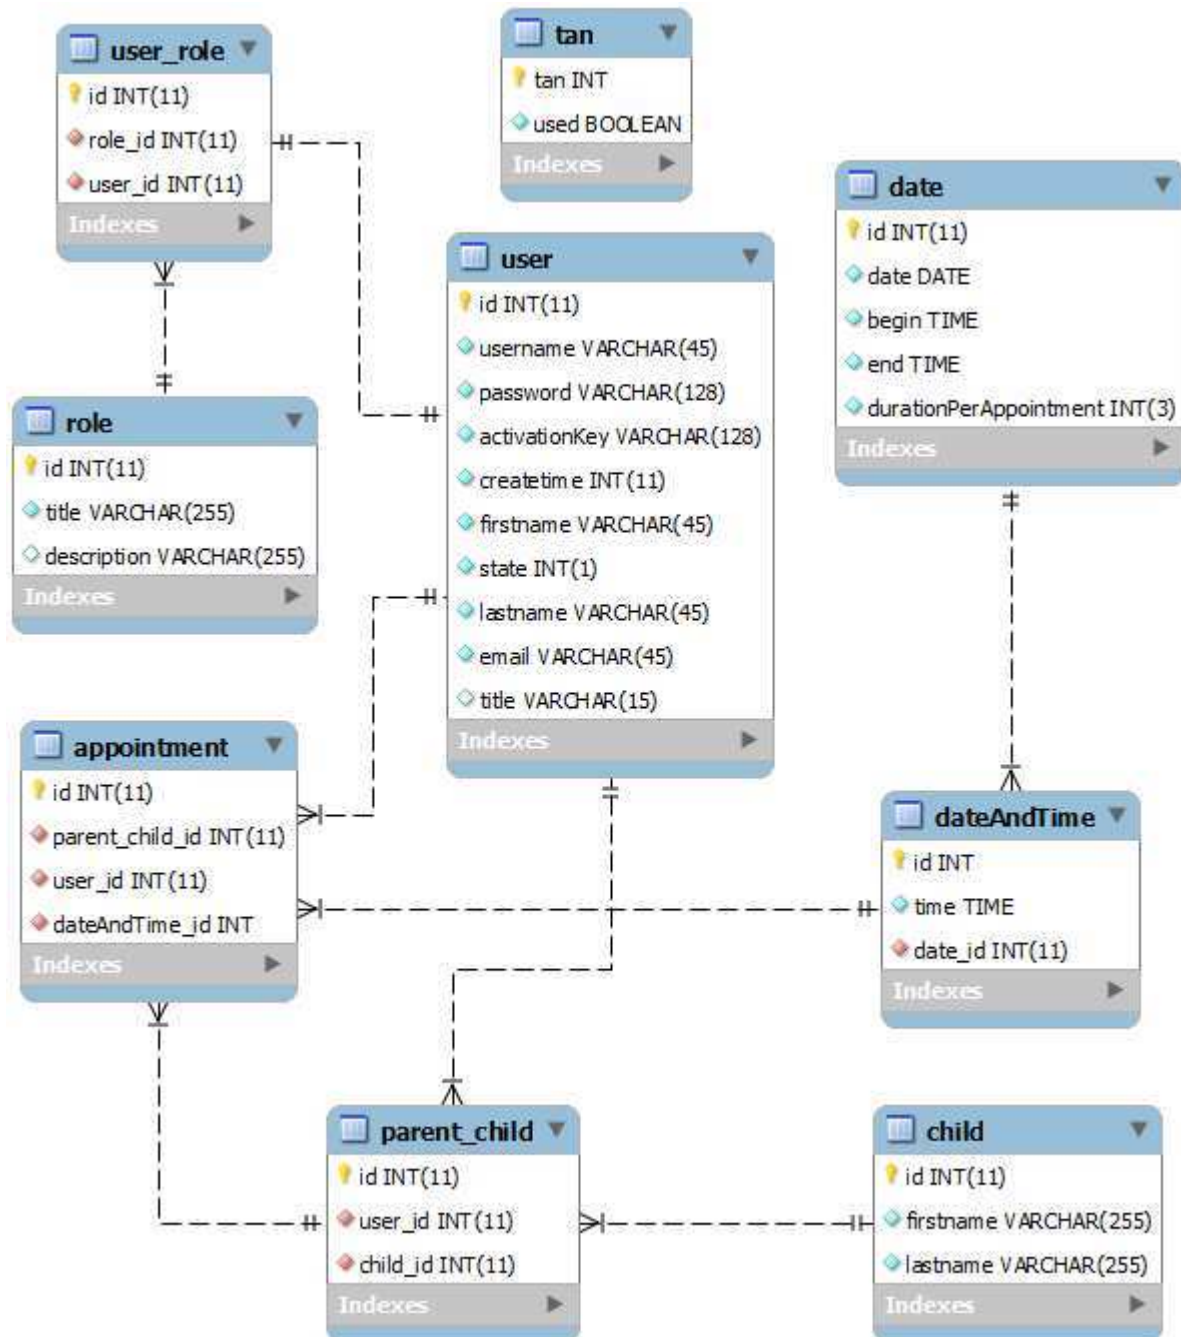 user_role
id INT(11)
role_id INT(11)
user_id INT(11)
Indexes
tan
tan INT
used BOOLEAN
Indexes
date
id INT(11)
date DATE
begin TIME
end TIME
durationPerAppointment INT(3)
Indexes
user
id INT(11)
username VARCHAR(45)
password VARCHAR(128)
activationKey VARCHAR(128)
createtime INT(11)
firstname VARCHAR(45)
state INT(1)
lastname VARCHAR(45)
email VARCHAR(45)
title VARCHAR(15)
Indexes
role
id INT(11)
title VARCHAR(255)
description VARCHAR(255)
Indexes
appointment
id INT(11)
parent_child_id INT(11)
user_id INT(11)
dateAndTime_id INT
Indexes
dateAndTime
id INT
time TIME
date_id INT(11)
Indexes
parent_child
id INT(11)
user_id INT(11)
child_id INT(11)
Indexes
child
id INT(11)
firstname VARCHAR(255)
lastname VARCHAR(255)
Indexes